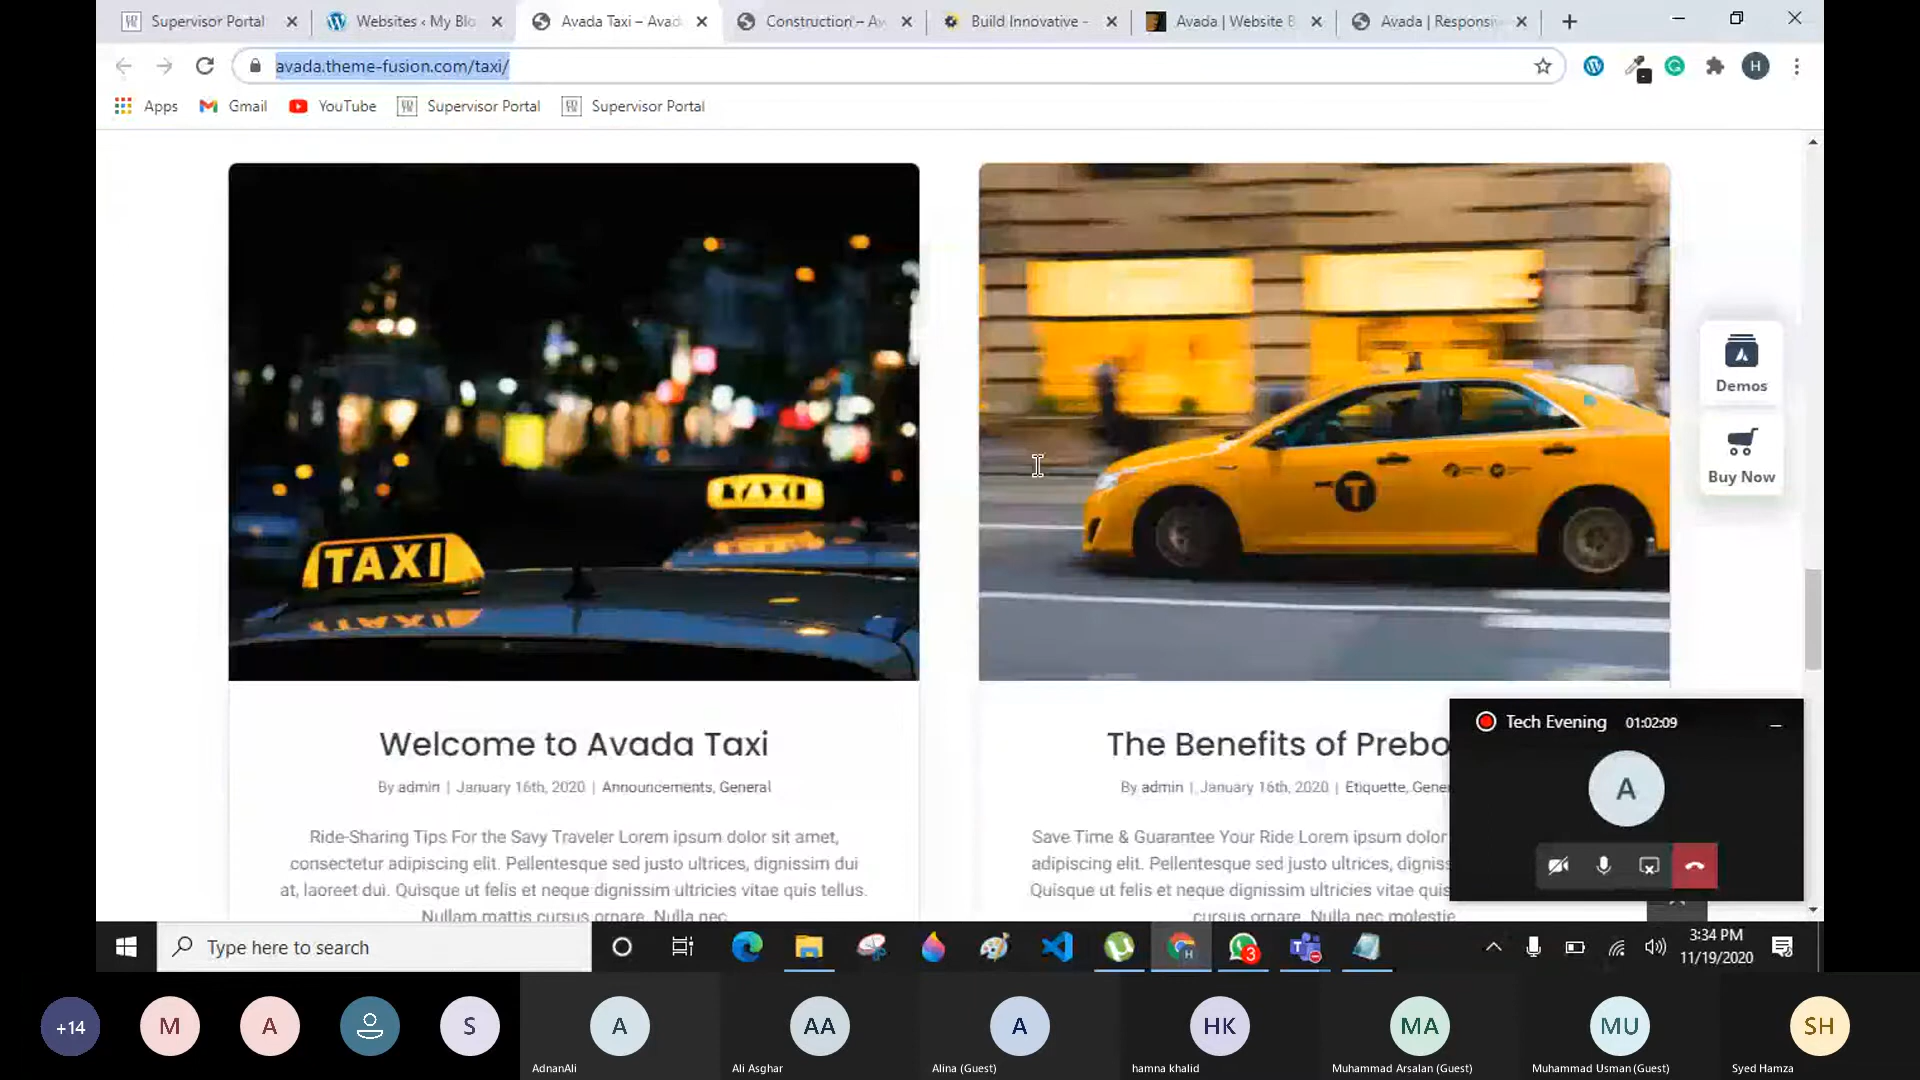 Supervisor Portal
Websites ‹ My Blo
Avada Taxi – Avad
Construction – Av
Build Innovative -
Avada | Website B
Avada | Responsiv
avada.theme-fusion.com/taxi/
H
Apps
Gmail
YouTube
Supervisor Portal
Supervisor Portal
TAXI
TAXI
T
Demos
Buy Now
Welcome to Avada Taxi
By admin | January 16th, 2020 | Announcements, General
Ride-Sharing Tips For the Savy Traveler Lorem ipsum dolor sit amet,
consectetur adipiscing elit. Pellentesque sed justo ultrices, dignissim dui
at, laoreet dui. Quisque ut felis et neque dignissim ultricies vitae quis tellus.
Nullam mattis cursus ornare. Nulla nec
The Benefits of Prebo
By admin | January 16th, 2020 | Etiquette, Gener
Save Time & Guarantee Your Ride Lorem ipsum dolor
adipiscing elit. Pellentesque sed justo ultrices, dignis
Quisque ut felis et neque dignissim ultricies vitae quis
cursus ornare. Nulla nec molestie
Tech Evening 01:02:09
A
Type here to search
3
3:34 PM
11/19/2020
+14
M
A
S
A
AA
A
HK
MA
MU
SH
AdnanAli
Ali Asghar
Alina (Guest)
hamna khalid
Muhammad Arsalan (Guest)
Muhammad Usman (Guest)
Syed Hamza